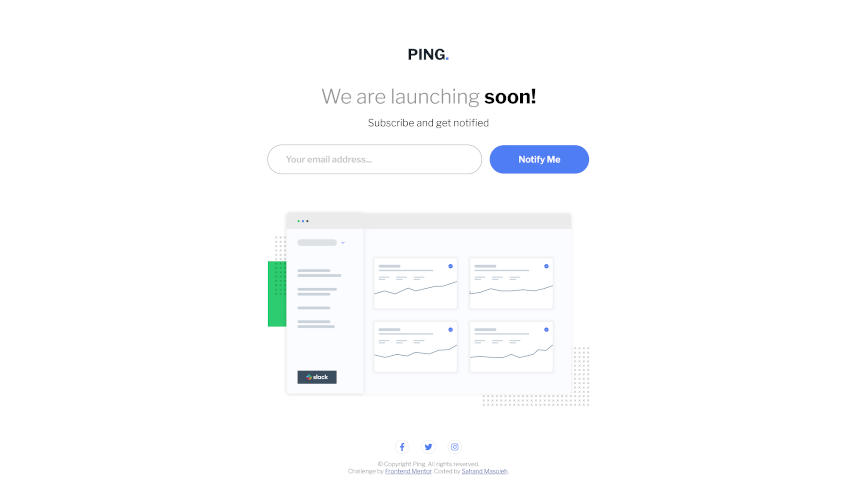 PING.
We are launching soon!
Subscribe and get notified
Your email address...
Notify Me
slack
© Copyright Ping. All rights reserved.
Challenge by Frontend Mentor. Coded by Sahand Masoleh.